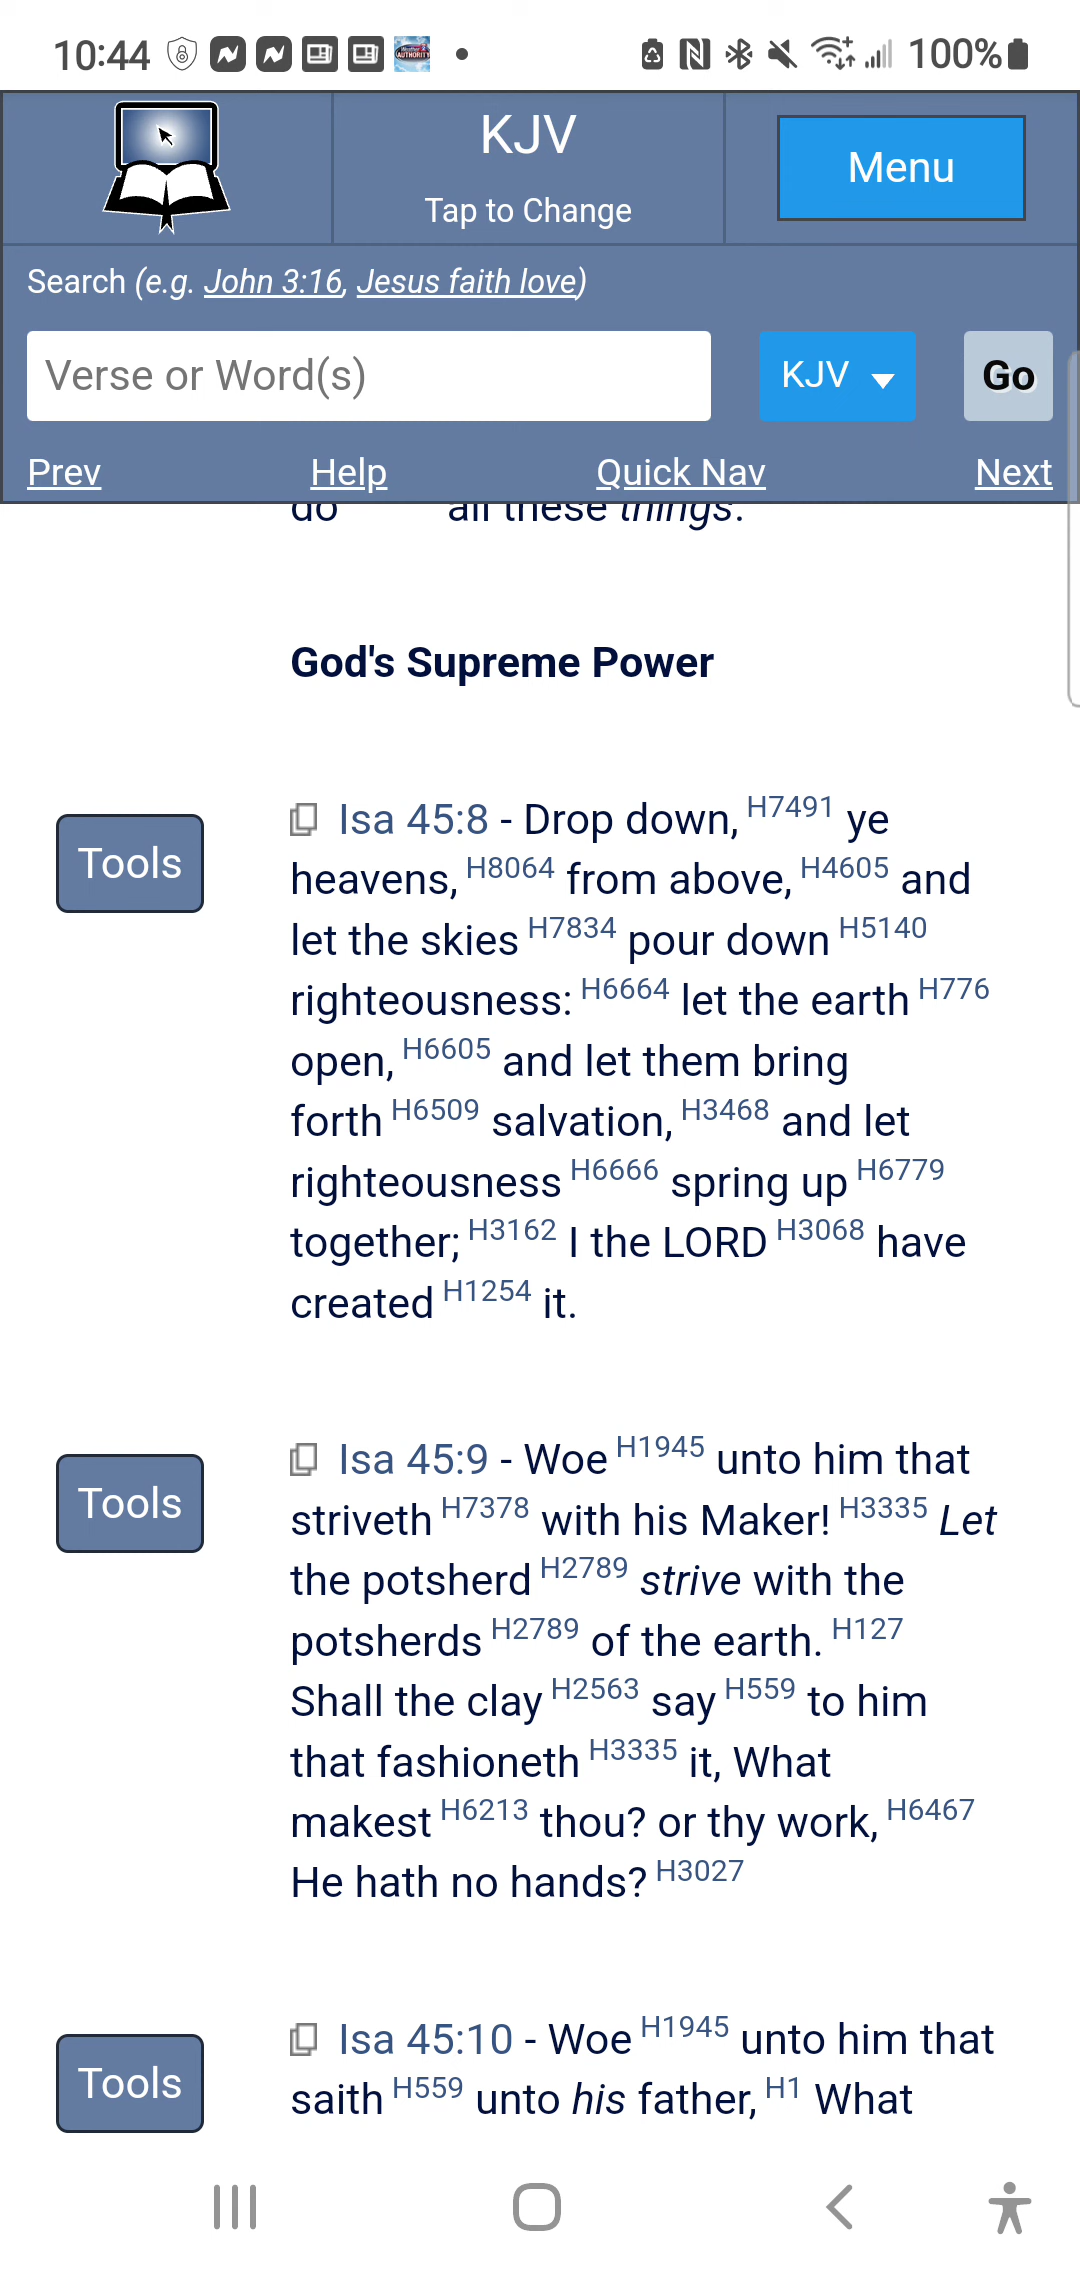 10:44
100%
KJV
Tap to Change
Menu
Search (e.g. John 3:16, Jesus faith love)
Verse or Word(s)
KJV
Go
Prev Help Quick Nav Next
do all these things.
God's Supreme Power
Tools
Isa 45:8 - Drop down, H7491 ye
heavens, H8064 from above, H4605 and
let the skies H7834 pour down H5140
righteousness: H6664 let the earth H776
open, H6605 and let them bring
forth H6509 salvation, H3468 and let
righteousness H6666 spring up H6779
together; H3162 I the LORD H3068 have
created H1254 it.
Tools
Isa 45:9 - Woe H1945 unto him that
striveth H7378 with his Maker! H3335 Let
the potsherd H2789 strive with the
potsherds H2789 of the earth. H127
Shall the clay H2563 say H559 to him
that fashioneth H3335 it, What
makest H6213 thou? or thy work, H6467
He hath no hands? H3027
Tools
Isa 45:10 - Woe H1945 unto him that
saith H559 unto his father, H1 What